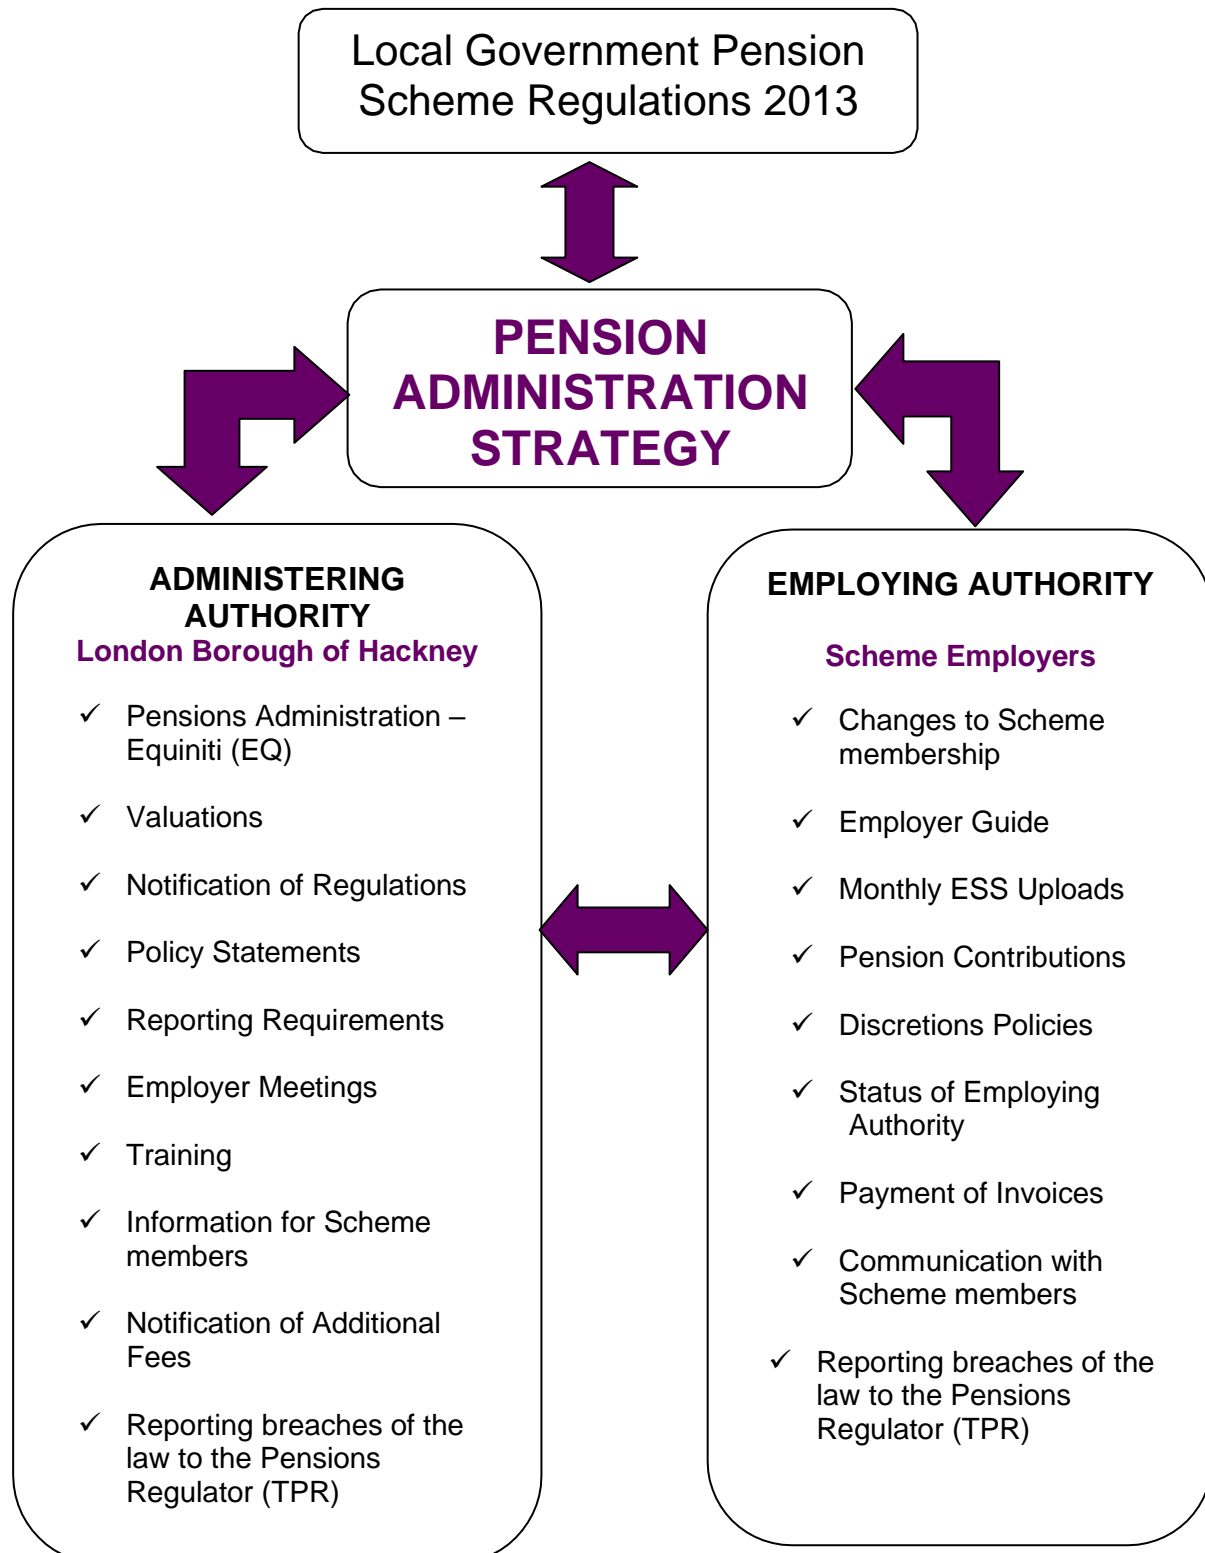 Local Government Pension
Scheme Regulations 2013
PENSION
ADMINISTRATION
STRATEGY
ADMINISTERING
AUTHORITY
London Borough of Hackney
✓ Pensions Administration –
Equiniti (EQ)
✓ Valuations
✓ Notification of Regulations
✓ Policy Statements
✓ Reporting Requirements
✓ Employer Meetings
✓ Training
✓ Information for Scheme
members
✓ Notification of Additional
Fees
✓ Reporting breaches of the
law to the Pensions
Regulator (TPR)
EMPLOYING AUTHORITY
Scheme Employers
✓ Changes to Scheme
membership
✓ Employer Guide
✓ Monthly ESS Uploads
✓ Pension Contributions
✓ Discretions Policies
✓ Status of Employing
Authority
✓ Payment of Invoices
✓ Communication with
Scheme members
✓ Reporting breaches of the
law to the Pensions
Regulator (TPR)